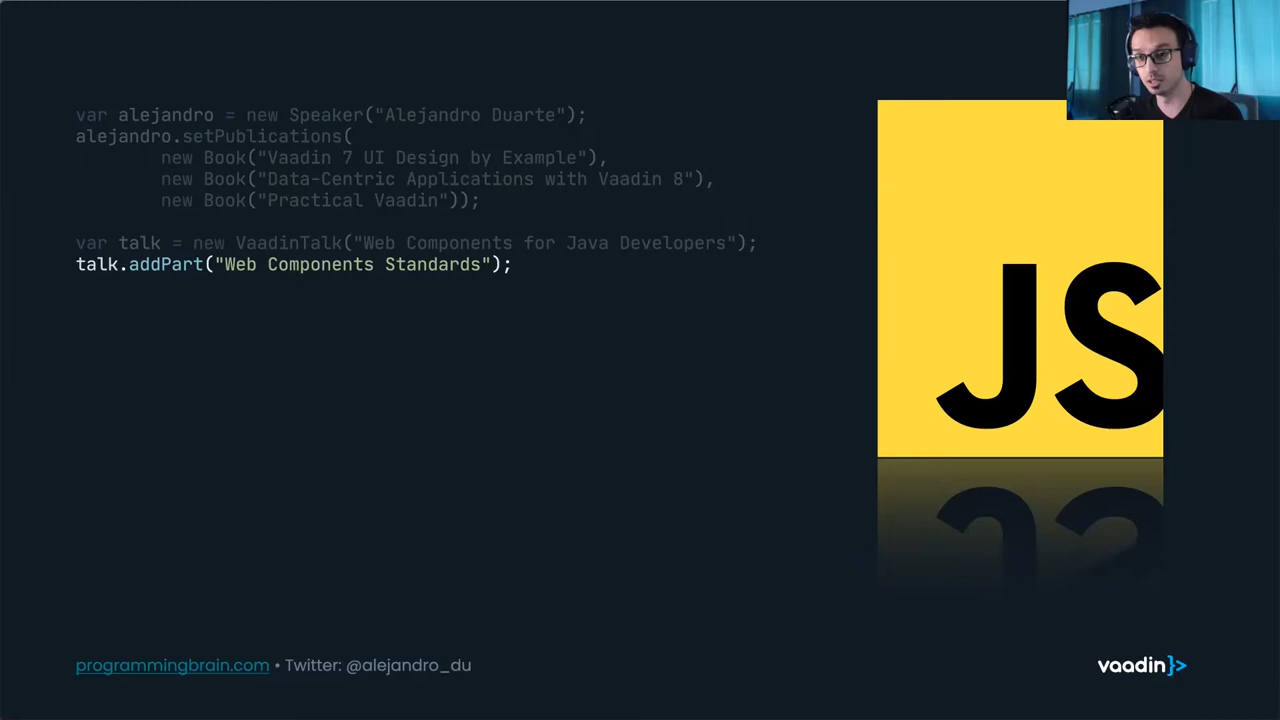 var alejandro = new Speaker("Alejandro Duarte");
alejandro.setPublications(
new Book("Vaadin 7 UI Design by Example"),
new Book("Data-Centric Applications with Vaadin 8"),
new Book("Practical Vaadin"));
var talk = new VaadinTalk("Web Components for Java Developers");
talk.addPart("Web Components Standards");
JS
programmingbrain.com • Twitter: @alejandro_du
vaadin}>